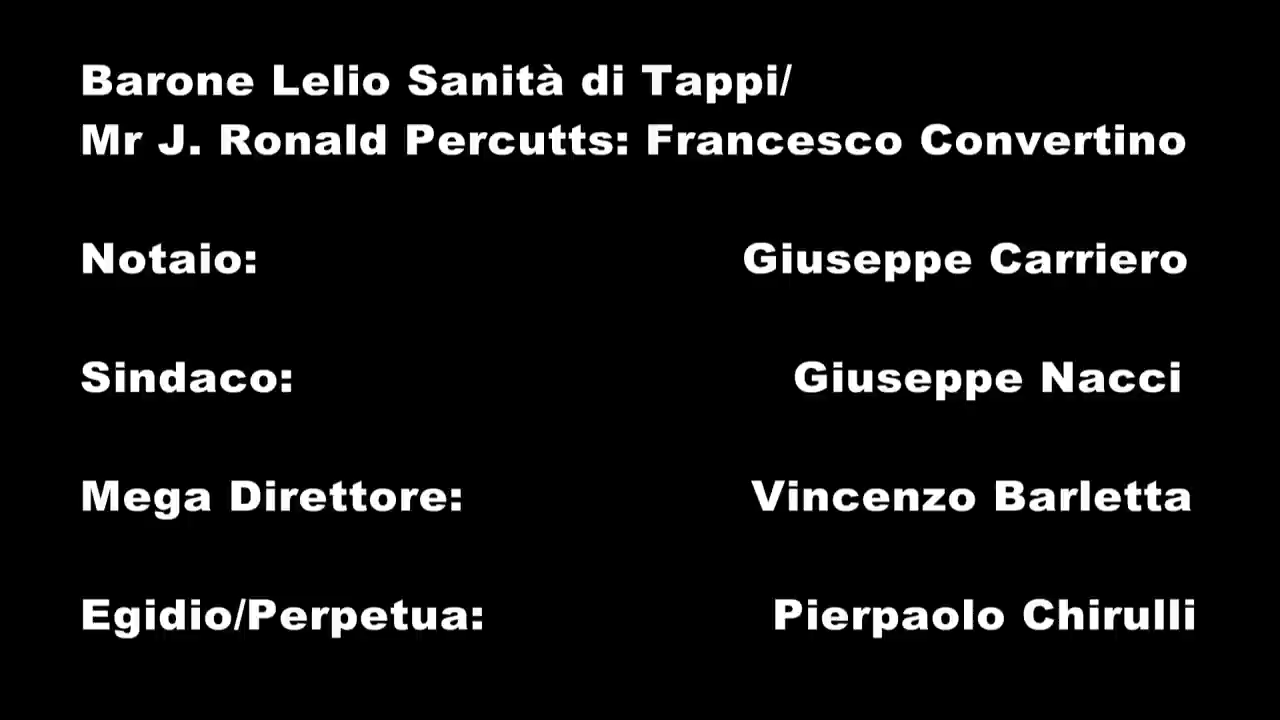 Barone Lelio Sanità di Tappi/
Mr J. Ronald Percutts: Francesco Convertino
Notaio: Giuseppe Carriero
Sindaco: Giuseppe Nacci
Mega Direttore: Vincenzo Barletta
Egidio/Perpetua: Pierpaolo Chirulli